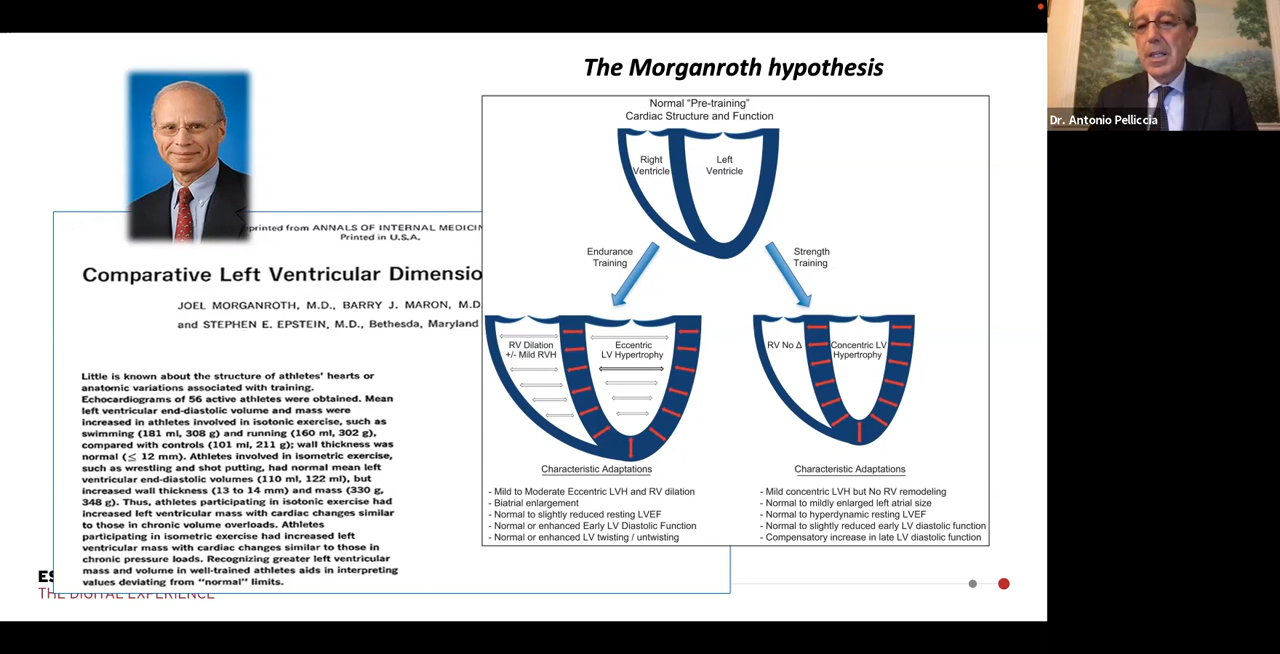 The Morganroth hypothesis
Dr. Antonio Pelliccia
printed from ANNALS OF INTERNAL MEDICIN
Printed in U.S.A.
Comparative Left Ventricular Dimensio
JOEL MORGANROTH, M.D., BARRY J. MARON, M.D
and STEPHEN E. EPSTEIN, M.D., Bethesda, Maryland
Little is known about the structure of athletes' hearts or
anatomic variations associated with training.
Echocardiograms of 56 active athletes were obtained. Mean
left ventricular end-diastolic volume and mass were
increased in athletes involved in isotonic exercise, such as
swimming (181 ml, 308 g) and running (160 ml, 302 g),
compared with controls (101 ml, 211 g); wall thickness was
normal (≤ 12 mm). Athletes involved in isometric exercise,
such as wrestling and shot putting, had normal mean left
ventricular end-diastolic volumes (110 ml, 122 ml), but
increased wall thickness (13 to 14 mm) and mass (330 g,
348 g). Thus, athletes participating in isotonic exercise had
increased left ventricular mass with cardiac changes similar
to those in chronic volume overloads. Athletes
participating in isometric exercise had increased left
ventricular mass with cardiac changes similar to those in
chronic pressure loads. Recognizing greater left ventricular
mass and volume in well-trained athletes aids in interpreting
values deviating from "normal" limits.
Normal "Pre-training"
Cardiac Structure and Function
Right
Ventricle
Left
Ventricle
Endurance
Training
Strength
Training
RV Dilation
+/- Mild RVH
Eccentric
LV Hypertrophy
RV No Δ
Concentric LV
Hypertrophy
Characteristic Adaptations
- Mild to Moderate Eccentric LVH and RV dilation
- Biatrial enlargement
- Normal to slightly reduced resting LVEF
- Normal or enhanced Early LV Diastolic Function
- Normal or enhanced LV twisting / untwisting
Characteristic Adaptations
- Mild concentric LVH but No RV remodeling
- Normal to mildly enlarged left atrial size
- Normal to hyperdynamic resting LVEF
- Normal to slightly reduced early LV diastolic function
- Compensatory increase in late LV diastolic function
ES
THE DIGITAL EXPERIENCE